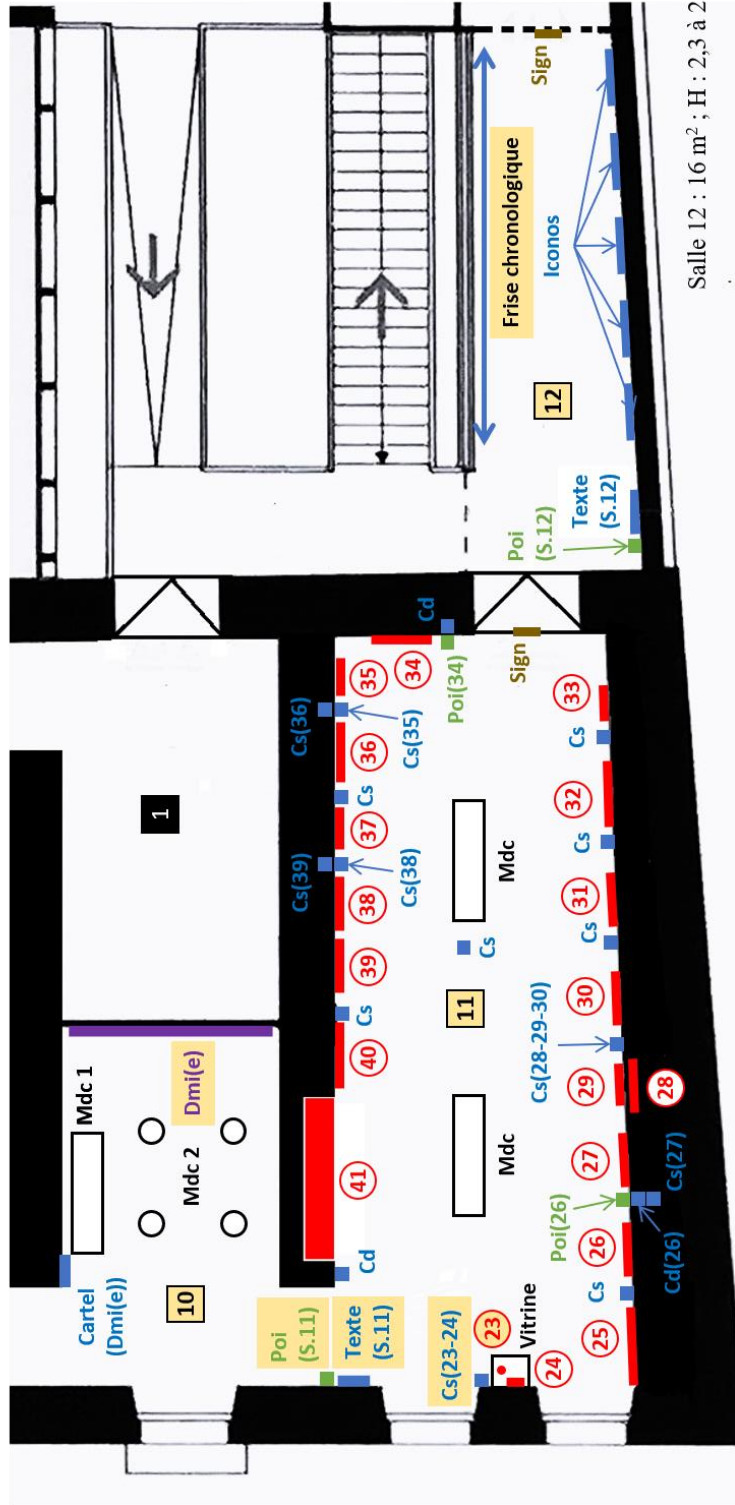 Cartel
(Dmi(e))
Mdc 1
10
Mdc 2
Dmi(e)
1
Poi
(S.11)
Texte
(S.11)
Cs(39)
Cs(36)
Cd
41
40
Cs
39
38
37
Cs
36
35
Cs(38)
Cs(35)
34
Cd
Poi(34)
Cs(23-24)
23
Vitrine
24
Mdc
11
Cs
Mdc
Sign
25
Cs
26
Poi(26)
27
Cd(26)
Cs(27)
28
29
Cs(28-29-30)
30
Cs
31
Cs
32
Cs
33
Poi
(S.12)
Texte
(S.12)
12
Frise chronologique
Iconos
Sign
Salle 12 : 16 m² ; H : 2,3 à 2